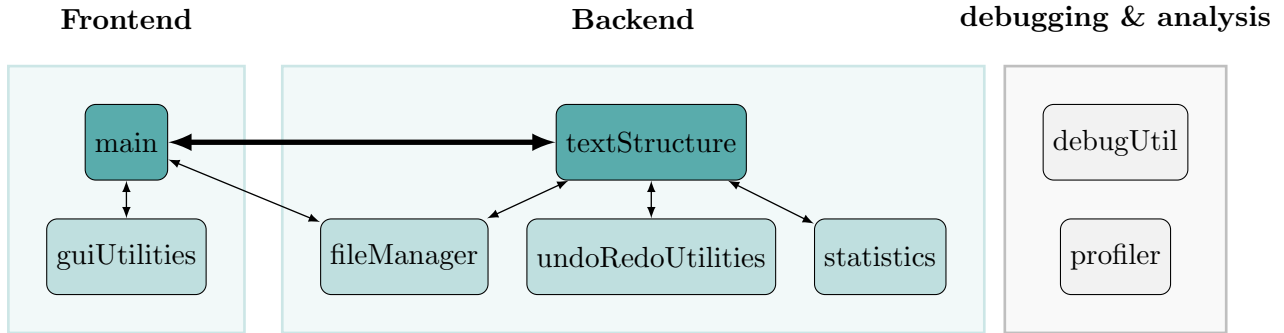 Frontend
Backend
debugging & analysis
main
textStructure
debugUtil
guiUtilities
fileManager
undoRedoUtilities
statistics
profiler